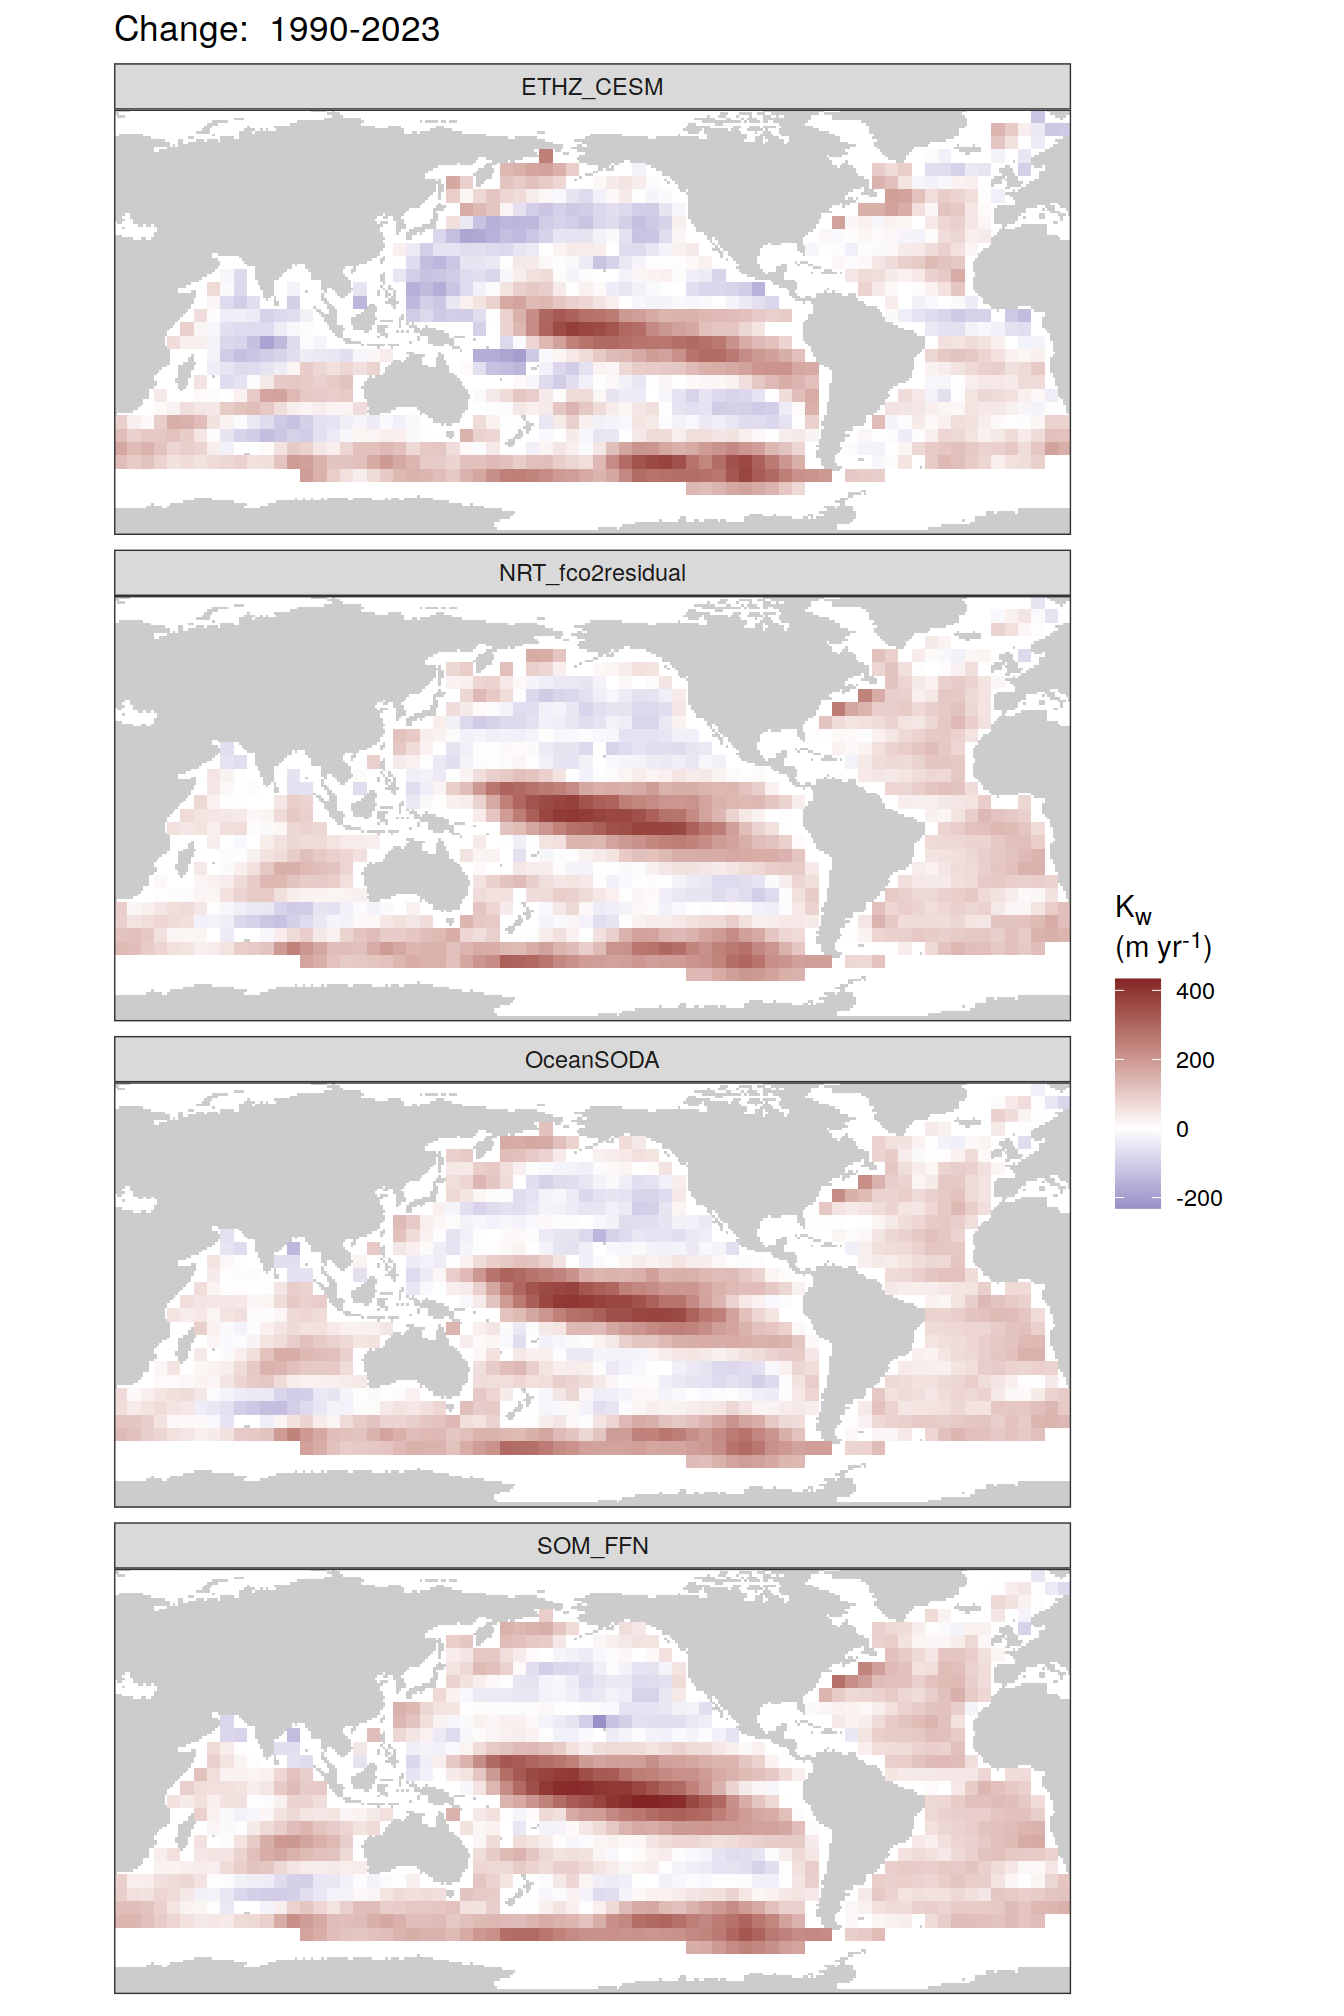 Change:  1990-2023
ETHZ_CESM
NRT_fco2residual
OceanSODA
SOM_FFN
Kw
(m yr-1)
400
200
0
-200